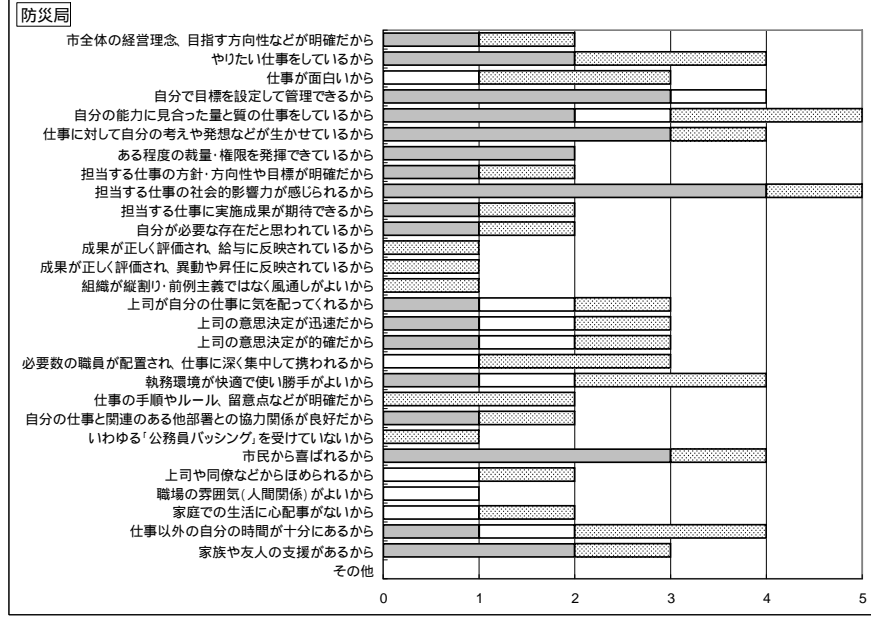 防災局
市全体の経営理念、目指す方向性などが明確だから
やりたい仕事をしているから
仕事が面白いから
自分で目標を設定して管理できるから
自分の能力に見合った量と質の仕事をしているから
仕事に対して自分の考えや発想などが生かせているから
ある程度の裁量・権限を発揮できているから
担当する仕事の方針・方向性や目標が明確だから
担当する仕事の社会的影響力が感じられるから
担当する仕事に実施成果が期待できるから
自分が必要な存在だと思われているから
成果が正しく評価され、給与に反映されているから
成果が正しく評価され、異動や昇任に反映されているから
組織が縦割り・前例主義ではなく風通しがよいから
上司が自分の仕事に気を配ってくれるから
上司の意思決定が迅速だから
上司の意思決定が的確だから
必要数の職員が配置され、仕事に深く集中して携われるから
執務環境が快適で使い勝手がよいから
仕事の手順やルール、留意点などが明確だから
自分の仕事と関連のある他部署との協力関係が良好だから
いわゆる「公務員バッシング」を受けていないから
市民から喜ばれるから
上司や同僚などからほめられるから
職場の雰囲気(人間関係)がよいから
家庭での生活に心配事がないから
仕事以外の自分の時間が十分にあるから
家族や友人の支援があるから
その他
0 1 2 3 4 5